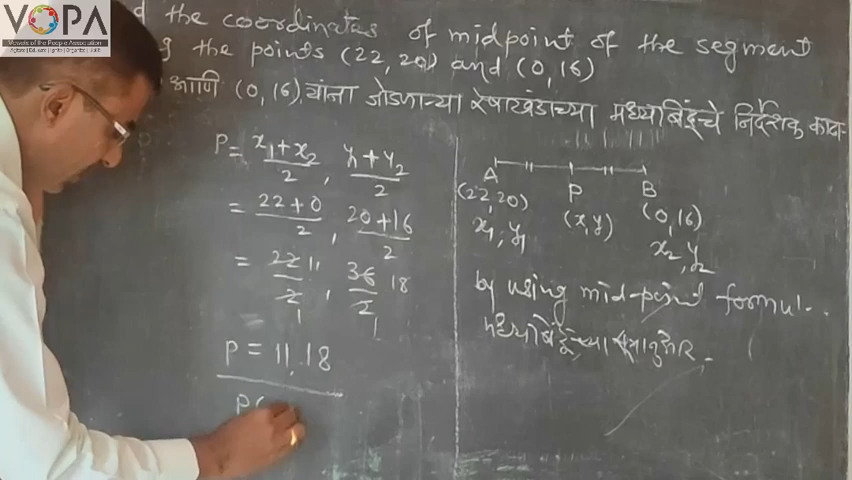 VOPA
Vowels of the People Association
the coordinates of midpoint of the segment
the points (22, 20) and (0, 16)
आणि (0, 16) यांना जोडणाऱ्या रेषाखंडाच्या मध्यबिंदूचे निर्देशक काढा
P = x₁+x₂/2 , y₁+y₂/2
= 22+0/2 , 20+16/2
= 22/2 11 1 , 36/2 18 1
P = 11, 18
P(
A P B
(22, 20) (x, y) (0, 16)
x₁, y₁ x₂, y₂
by using mid-point formul..
मध्यबिंदूच्या सूत्रानुसार.